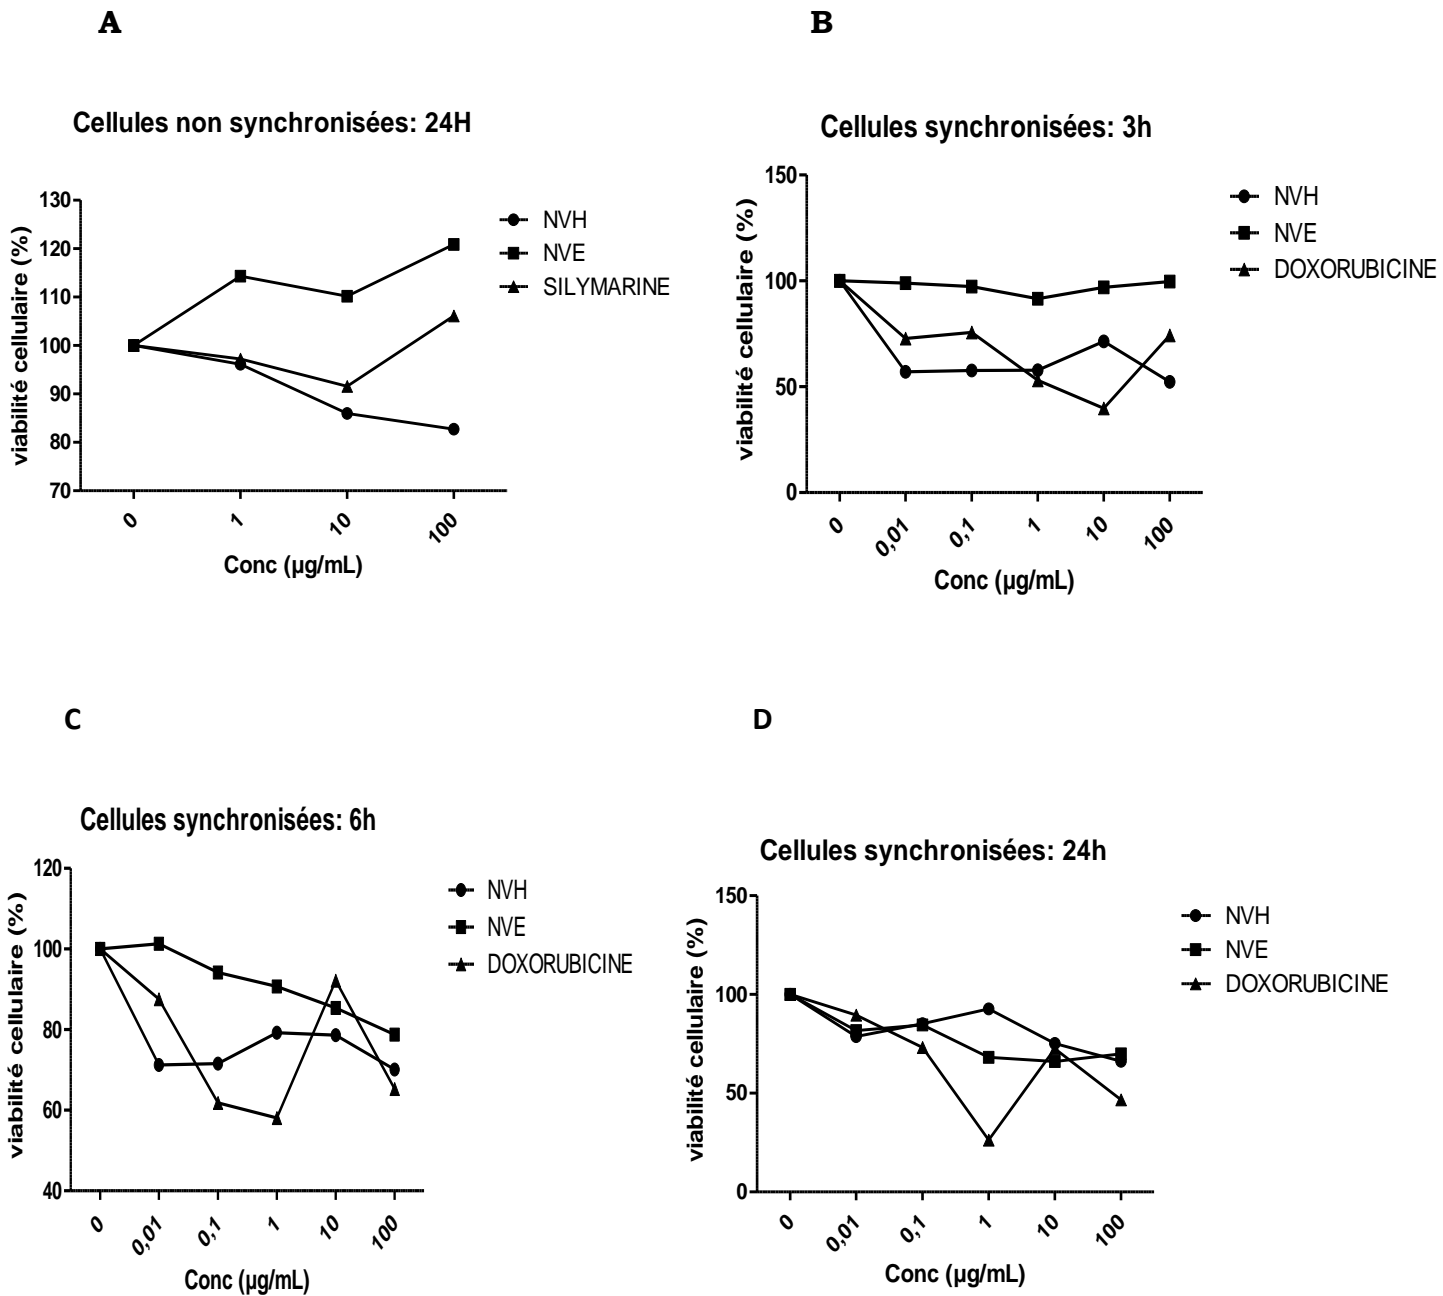 A
Cellules non synchronisées: 24H
viabilité cellulaire (%)
130
120
110
100
90
80
70
0
1
10
100
Conc (µg/mL)
NVH
NVE
SILYMARINE
B
Cellules synchronisées: 3h
viabilité cellulaire (%)
150
100
50
0
0
0,01
0,1
1
10
100
Conc (µg/mL)
NVH
NVE
DOXORUBICINE
C
Cellules synchronisées: 6h
viabilité cellulaire (%)
120
100
80
60
40
0
0,01
0,1
1
10
100
Conc (µg/mL)
NVH
NVE
DOXORUBICINE
D
Cellules synchronisées: 24h
viabilité cellulaire (%)
150
100
50
0
0
0,01
0,1
1
10
100
Conc (µg/mL)
NVH
NVE
DOXORUBICINE